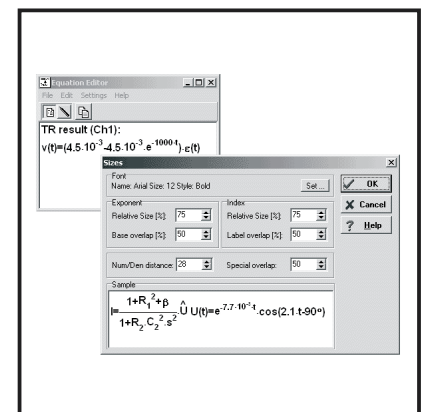 Equation Editor
File Edit Settings Help
TR result (Ch1):
v(t)=(4.5·10⁻³-4.5·10⁻³·e⁻¹⁰⁰⁰ᵗ)·ε(t)
Sizes
Font
Name: Arial Size: 12 Style: Bold
Set ...
OK
Exponent
Index
Cancel
Relative Size [%]: 75
Relative Size [%]: 75
Help
Base overlap [%]: 50
Label overlap [%]: 50
Num/Den distance: 28
Special overlap: 50
Sample
I=(1+R₁²+β)/(1+R₂·C₂²·s²)·Û U(t)=e^(-7.7·10⁻³·t)·cos(2.1·t-90º)